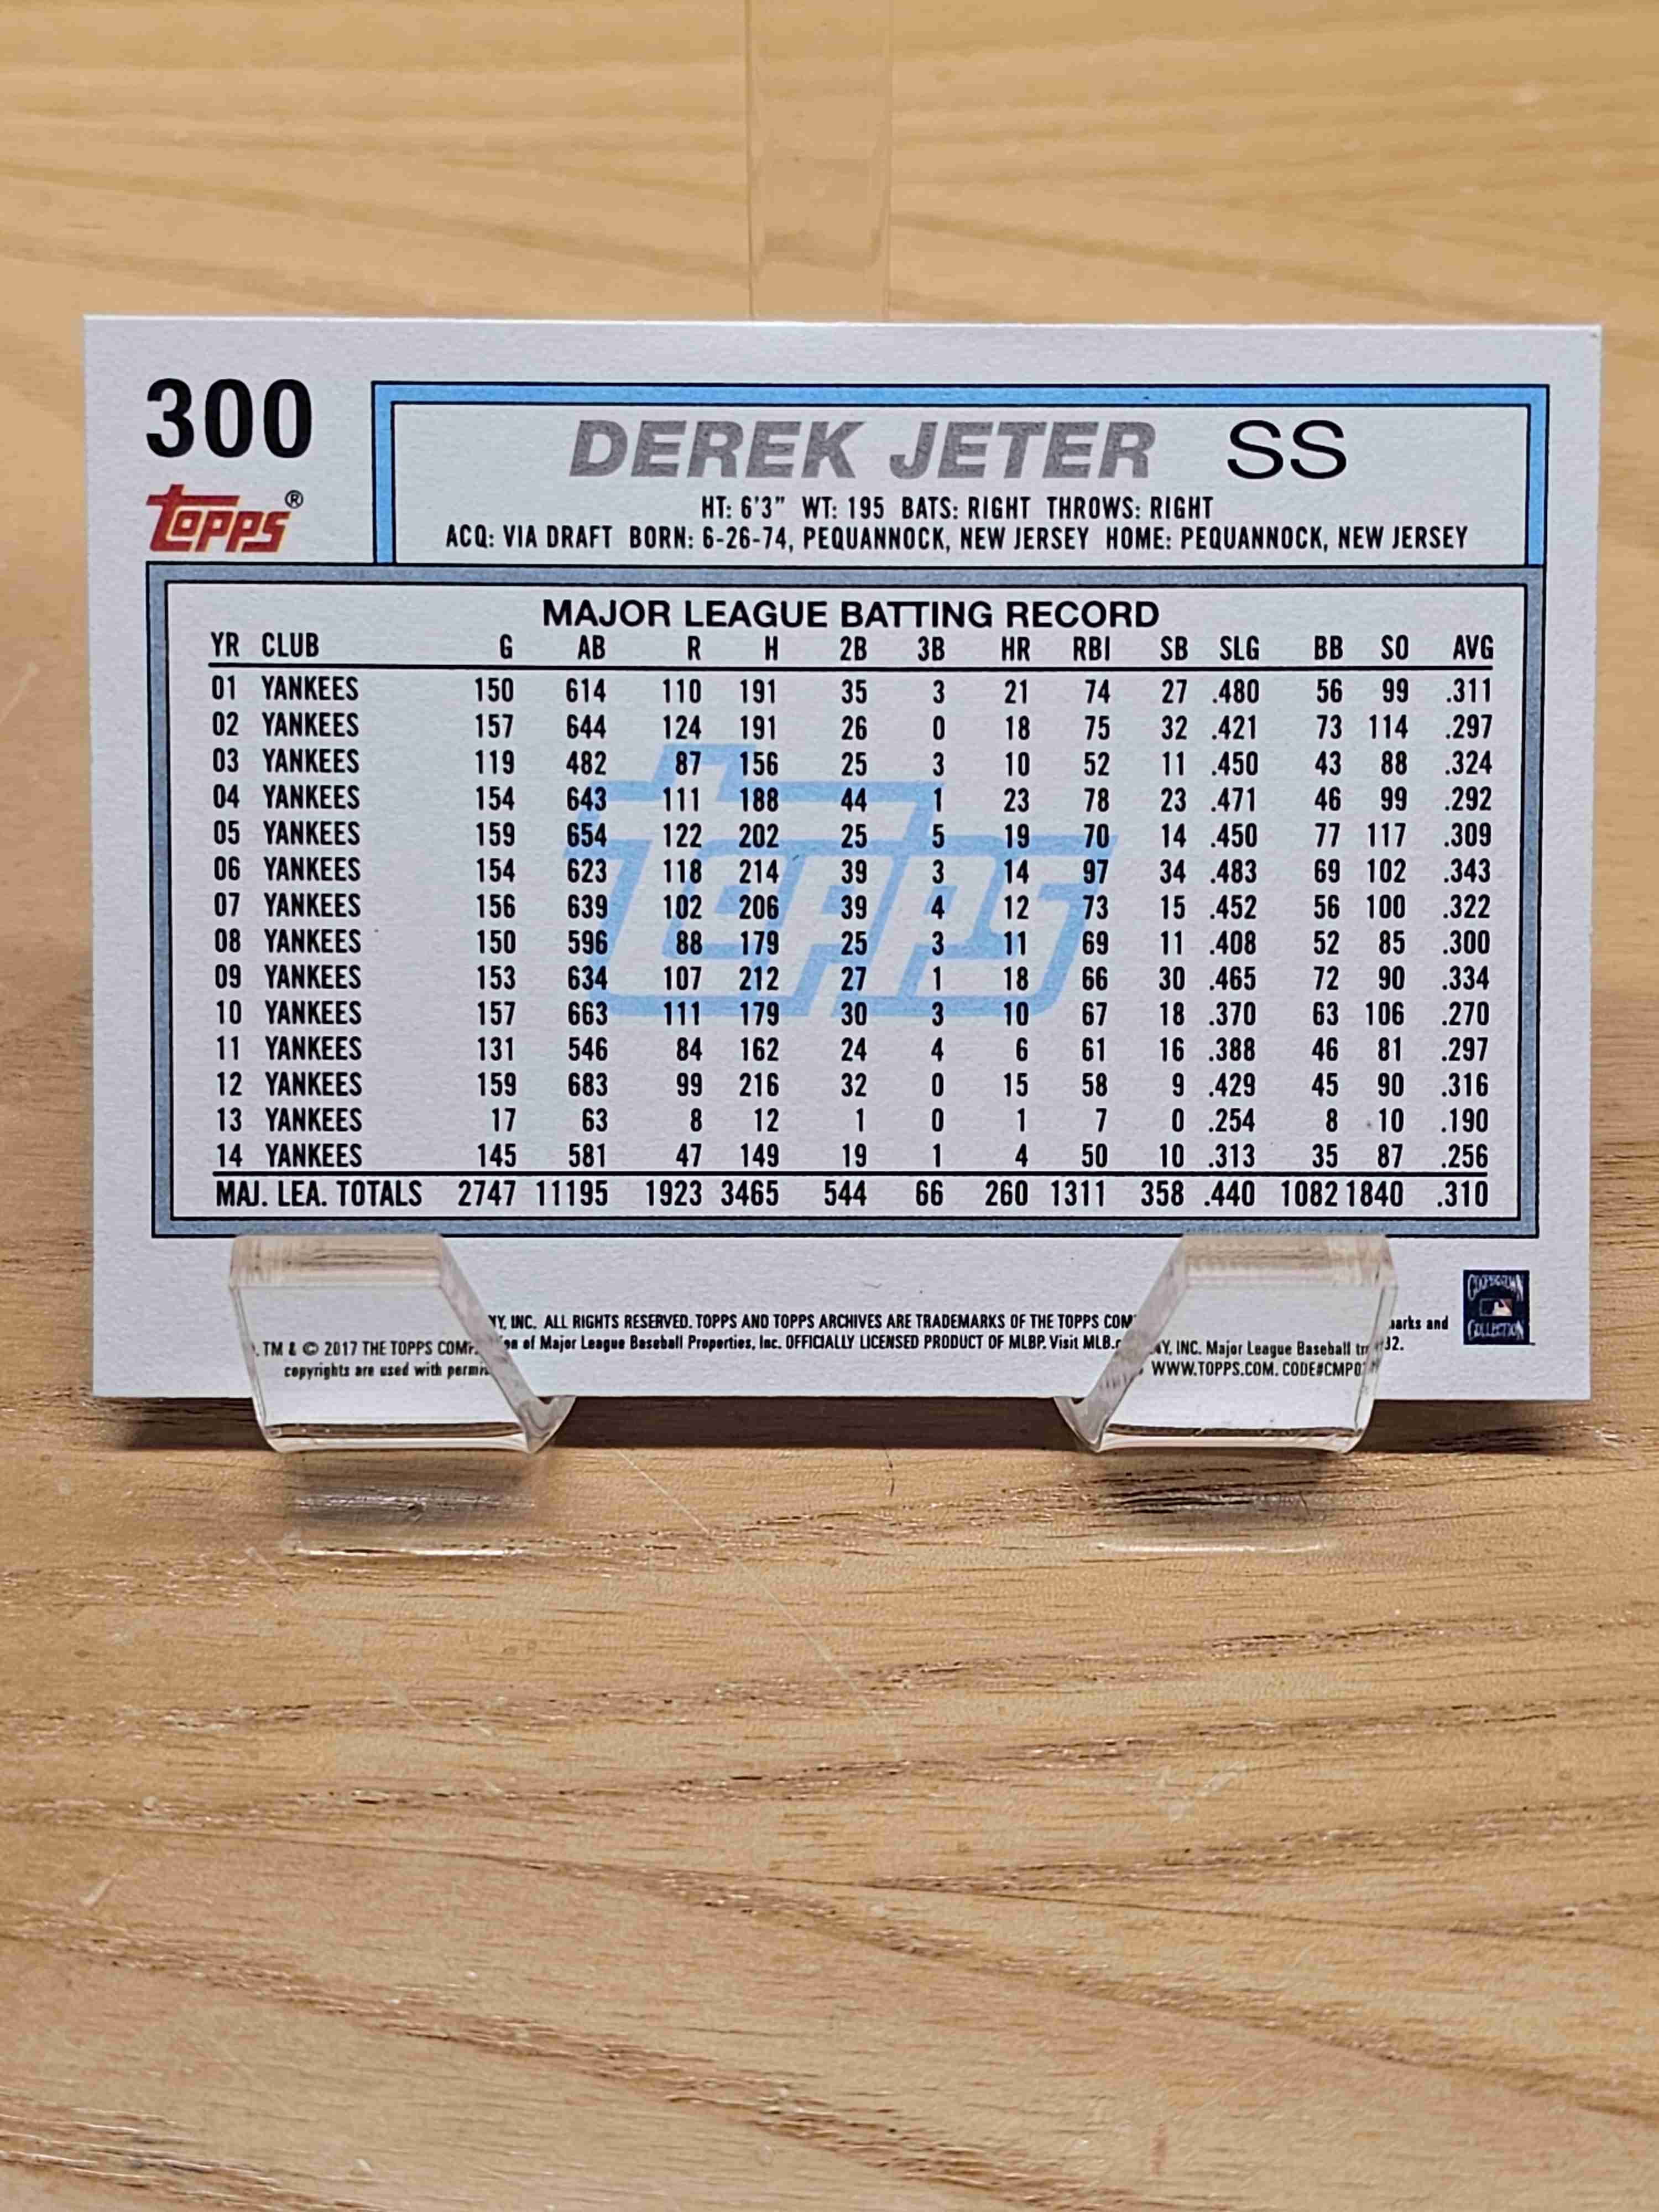 300
DEREK JETER SS
Topps®
HT: 6'3" WT: 195 BATS: RIGHT THROWS: RIGHT
ACQ: VIA DRAFT BORN: 6-26-74, PEQUANNOCK, NEW JERSEY HOME: PEQUANNOCK, NEW JERSEY
MAJOR LEAGUE BATTING RECORD
YR CLUB G AB R H 2B 3B HR RBI SB SLG BB SO AVG
01 YANKEES 150 614 110 191 35 3 21 74 27 .480 56 99 .311
02 YANKEES 157 644 124 191 26 0 18 75 32 .421 73 114 .297
03 YANKEES 119 482 87 156 25 3 10 52 11 .450 43 88 .324
04 YANKEES 154 643 111 188 44 1 23 78 23 .471 46 99 .292
05 YANKEES 159 654 122 202 25 5 19 70 14 .450 77 117 .309
06 YANKEES 154 623 118 214 39 3 14 97 34 .483 69 102 .343
07 YANKEES 156 639 102 206 39 4 12 73 15 .452 56 100 .322
08 YANKEES 150 596 88 179 25 3 11 69 11 .408 52 85 .300
09 YANKEES 153 634 107 212 27 1 18 66 30 .465 72 90 .334
10 YANKEES 157 663 111 179 30 3 10 67 18 .370 63 106 .270
11 YANKEES 131 546 84 162 24 4 6 61 16 .388 46 81 .297
12 YANKEES 159 683 99 216 32 0 15 58 9 .429 45 90 .316
13 YANKEES 17 63 8 12 1 0 1 7 0 .254 8 10 .190
14 YANKEES 145 581 47 149 19 1 4 50 10 .313 35 87 .256
MAJ. LEA. TOTALS 2747 11195 1923 3465 544 66 260 1311 358 .440 1082 1840 .310
Topps
TM & © 2017 THE TOPPS INC. ALL RIGHTS RESERVED. TOPPS AND TOPPS ARCHIVES ARE TRADEMARKS OF THE TOPPS INC. Major League Baseball and
copyrights are used with of Major League Baseball Properties, Inc. OFFICIALLY LICENSED PRODUCT OF MLBP. Visit WWW.TOPPS.COM.
COOPERSTOWN
COLLECTION